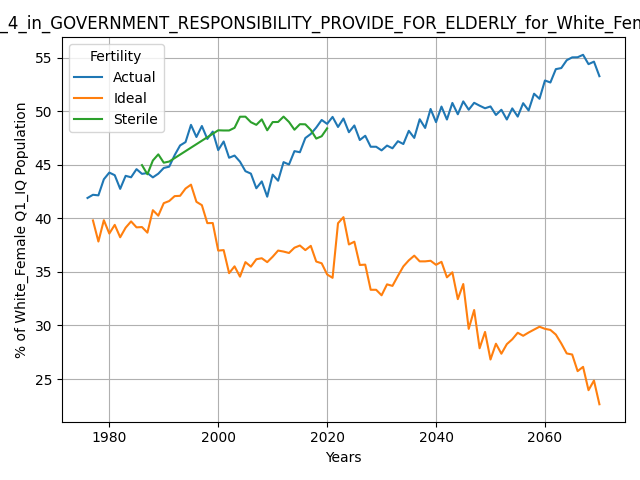 _4_in_GOVERNMENT_RESPONSIBILITY_PROVIDE_FOR_ELDERLY_for_White_Fem
Fertility
Actual
Ideal
Sterile
% of White_Female Q1_IQ Population
55
50
45
40
35
30
25
1980
2000
2020
2040
2060
Years